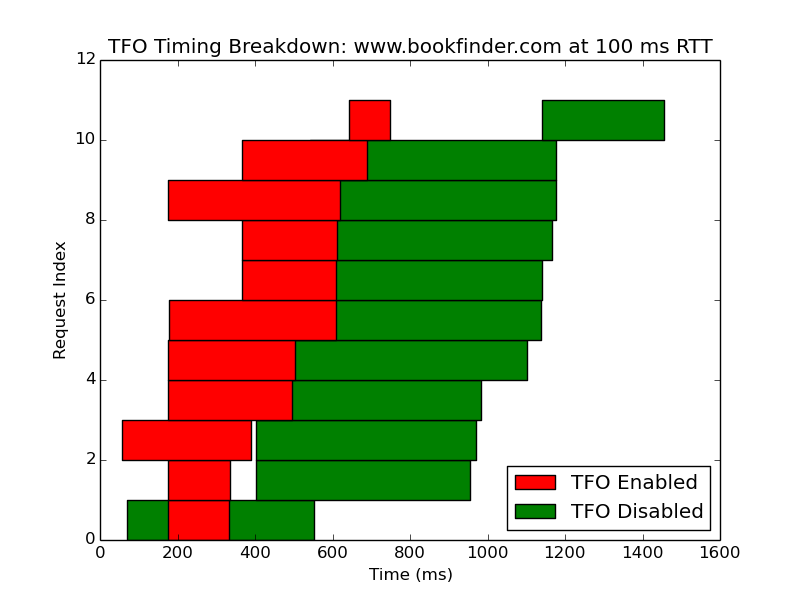 TFO Timing Breakdown: www.bookfinder.com at 100 ms RTT
12
10
8
6
4
2
0
Request Index
TFO Enabled
TFO Disabled
0 200 400 600 800 1000 1200 1400 1600
Time (ms)